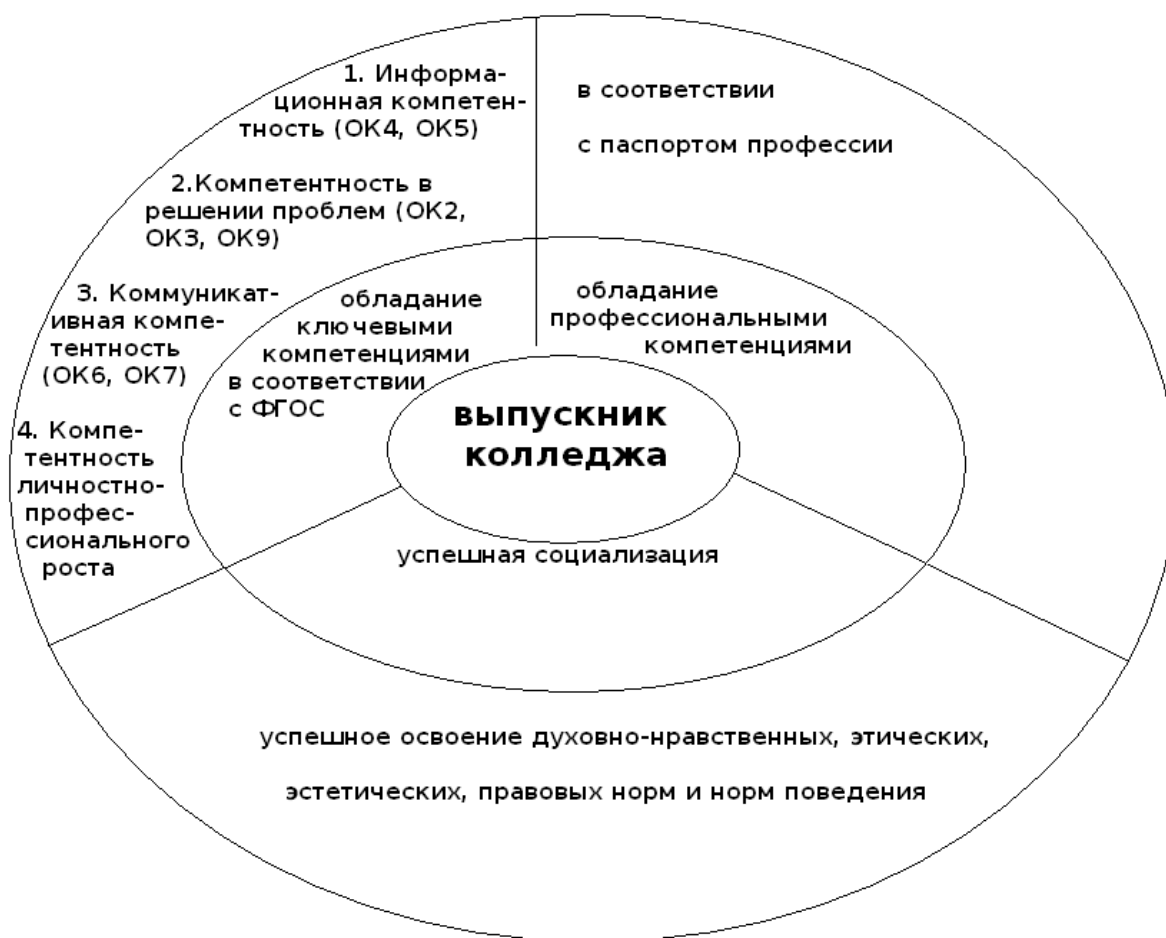 1. Информа-
ционная компетен-
тность (ОК4, ОК5)
2.Компетентность в
решении проблем (ОК2,
ОК3, ОК9)
3. Коммуникат-
ивная компе-
тентность
(ОК6, ОК7)
4. Компе-
тентность
личностно-
профес-
сионального
роста
в соответствии
с паспортом профессии
обладание
ключевыми
компетенциями
в соответствии
с ФГОС
обладание
профессиональными
компетенциями
выпускник
колледжа
успешная социализация
успешное освоение духовно-нравственных, этических,
эстетических, правовых норм и норм поведения